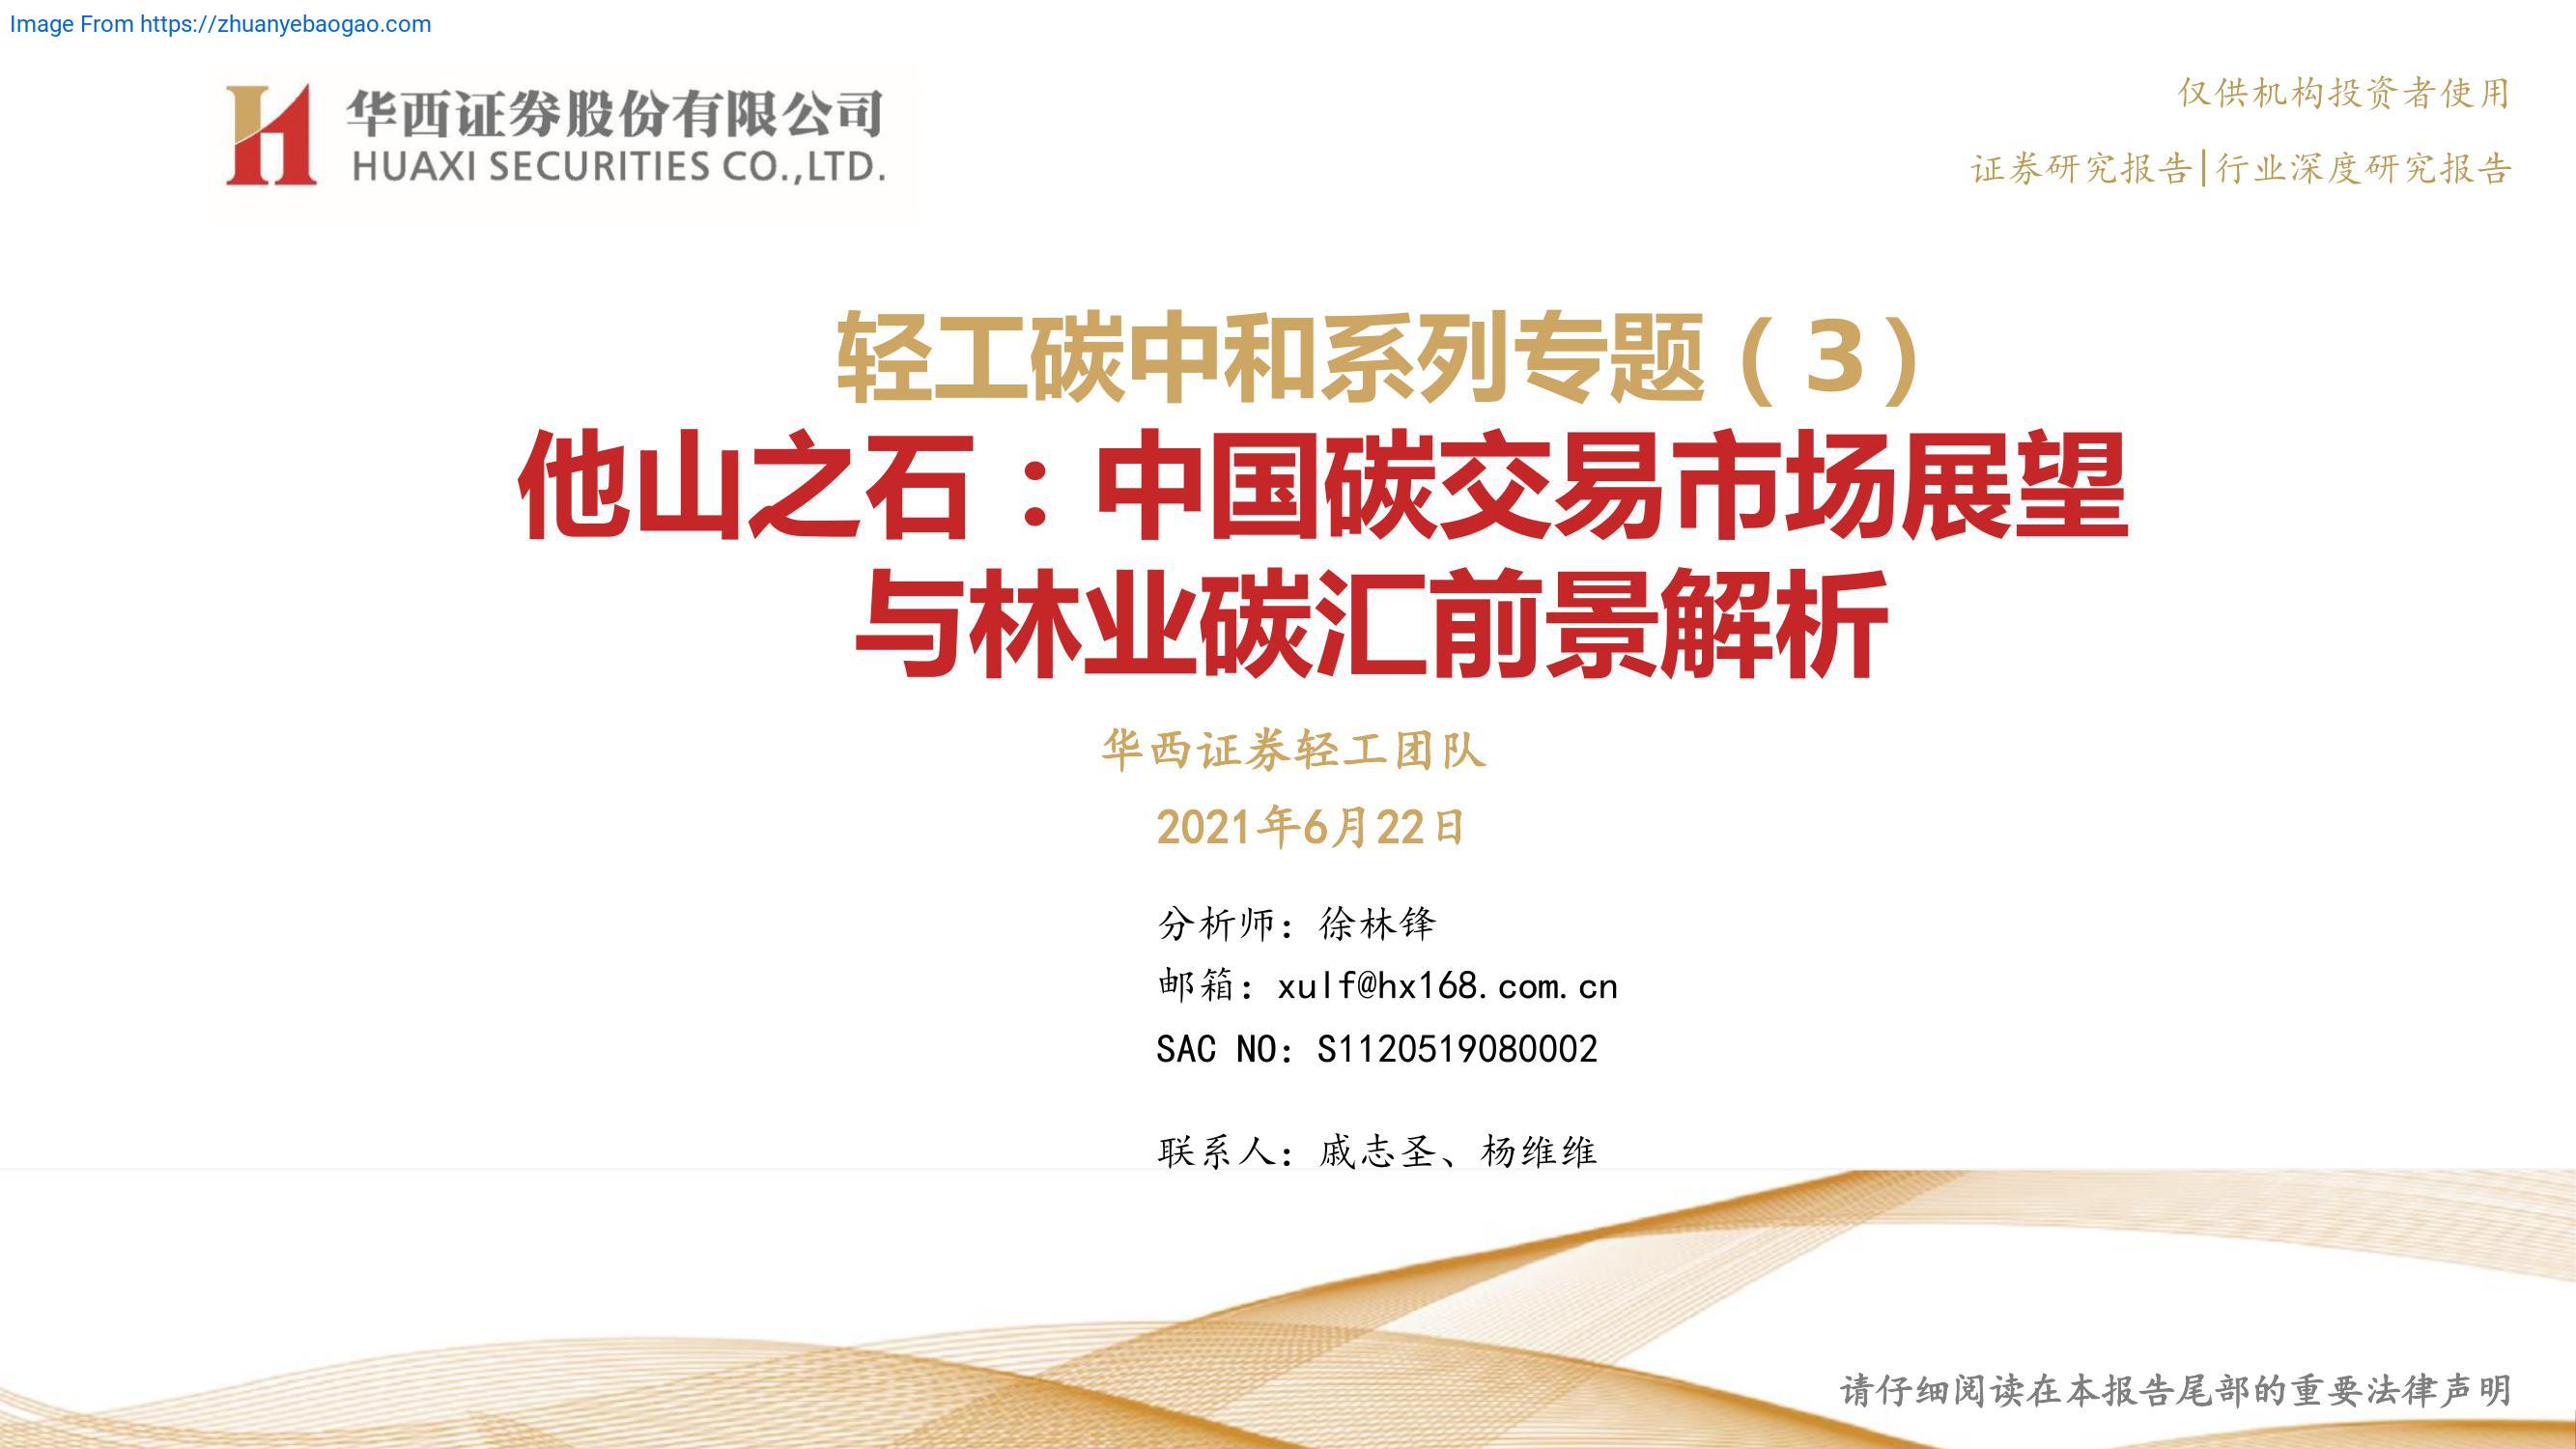 Image From https://zhuanyebaogao.com
华西证券股份有限公司
HUAXI SECURITIES CO.,LTD.
仅供机构投资者使用
证券研究报告|行业深度研究报告
轻工碳中和系列专题(3)
他山之石：中国碳交易市场展望
与林业碳汇前景解析
华西证券轻工团队
2021年6月22日
分析师：徐林锋
邮箱：xulf@hx168.com.cn
SAC NO：S1120519080002
联系人：戚志圣、杨维维
请仔细阅读在本报告尾部的重要法律声明